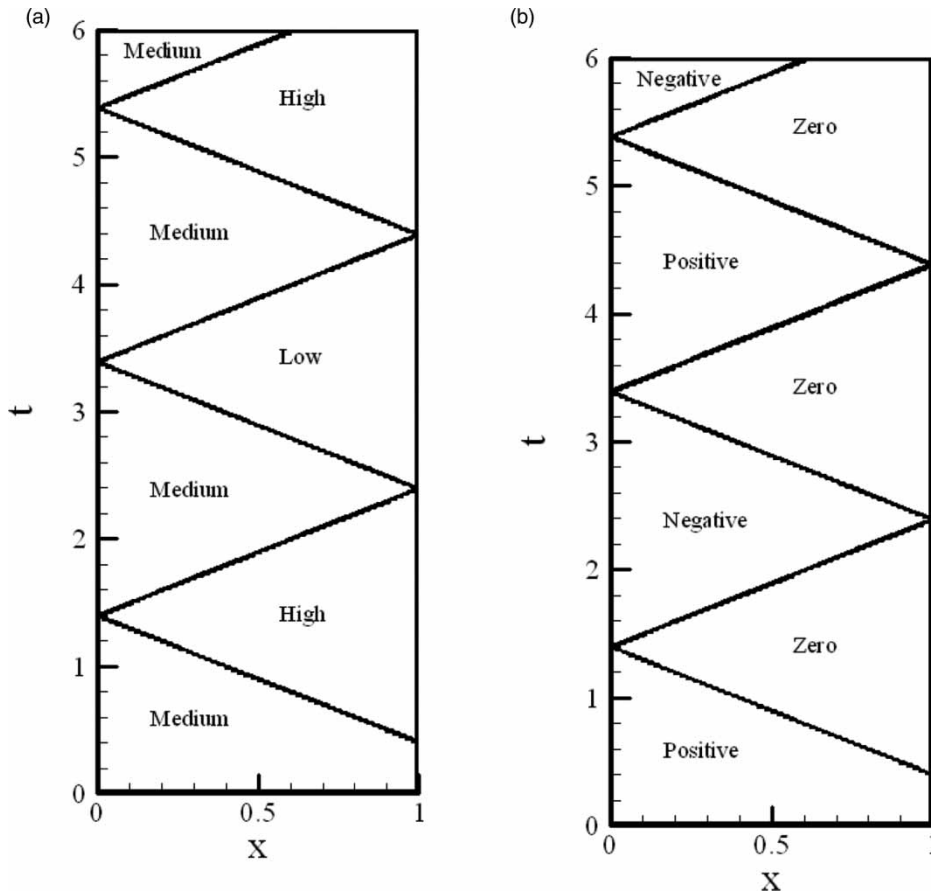 (a)
6
Medium
High
5
Medium
4
Low
3
t
Medium
2
High
1
Medium
0
0 0.5 1
X
(b)
6
Negative
Zero
5
Positive
4
Zero
3
t
Negative
2
Zero
1
Positive
0
0 0.5 1
X